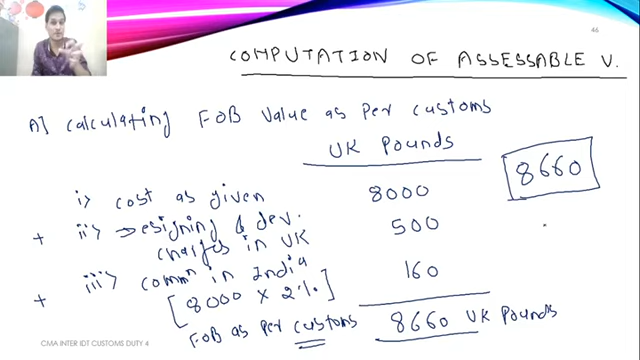 46
COMPUTATION OF ASSESSABLE V.
A] Calculating FOB Value as per customs
UK Pounds
8660
i> cost as given 8000
+ ii> Designing & dev. charges in UK 500
+ iii> commn in India 160
[8000 x 2%.]
FOB as per customs 8660 UK Pounds
CMA INTER IDT CUSTOMS DUTY 4